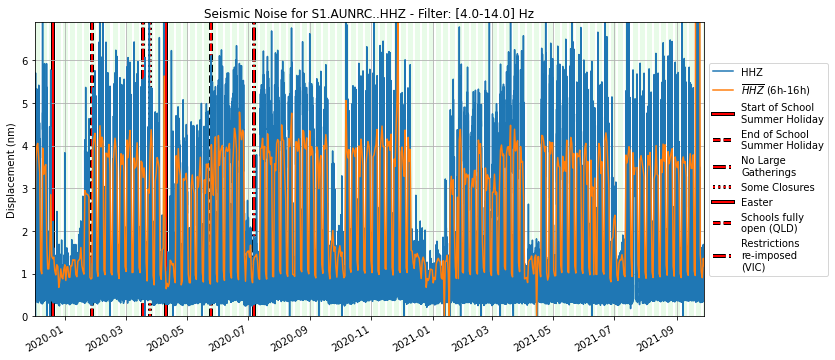 Seismic Noise for S1.AUNRC..HHZ - Filter: [4.0-14.0] Hz
Displacement (nm)
6
5
4
3
2
1
0
2020-01
2020-03
2020-05
2020-07
2020-09
2020-11
2021-01
2021-03
2021-05
2021-07
2021-09
HHZ
HHZ (6h-16h)
Start of School
Summer Holiday
End of School
Summer Holiday
No Large
Gatherings
Some Closures
Easter
Schools fully
open (QLD)
Restrictions
re-imposed
(VIC)